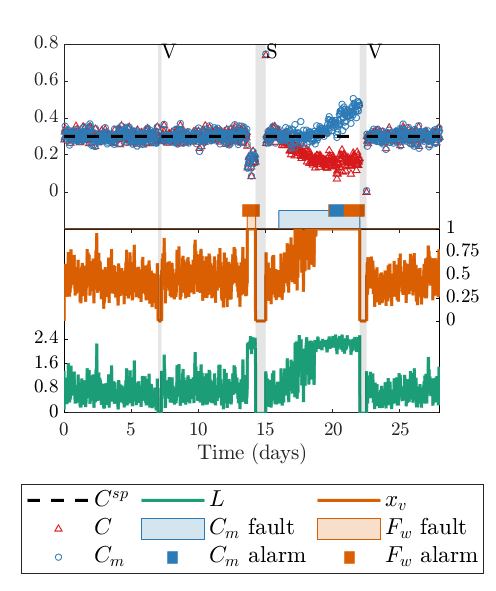 0.8
V
S
V
0.6
0.4
0.2
0
1
0.75
0.5
0.25
0
2.4
1.6
0.8
0
0 5 10 15 20 25
Time (days)
C^{sp} L x_v
C C_m fault F_w fault
C_m C_m alarm F_w alarm